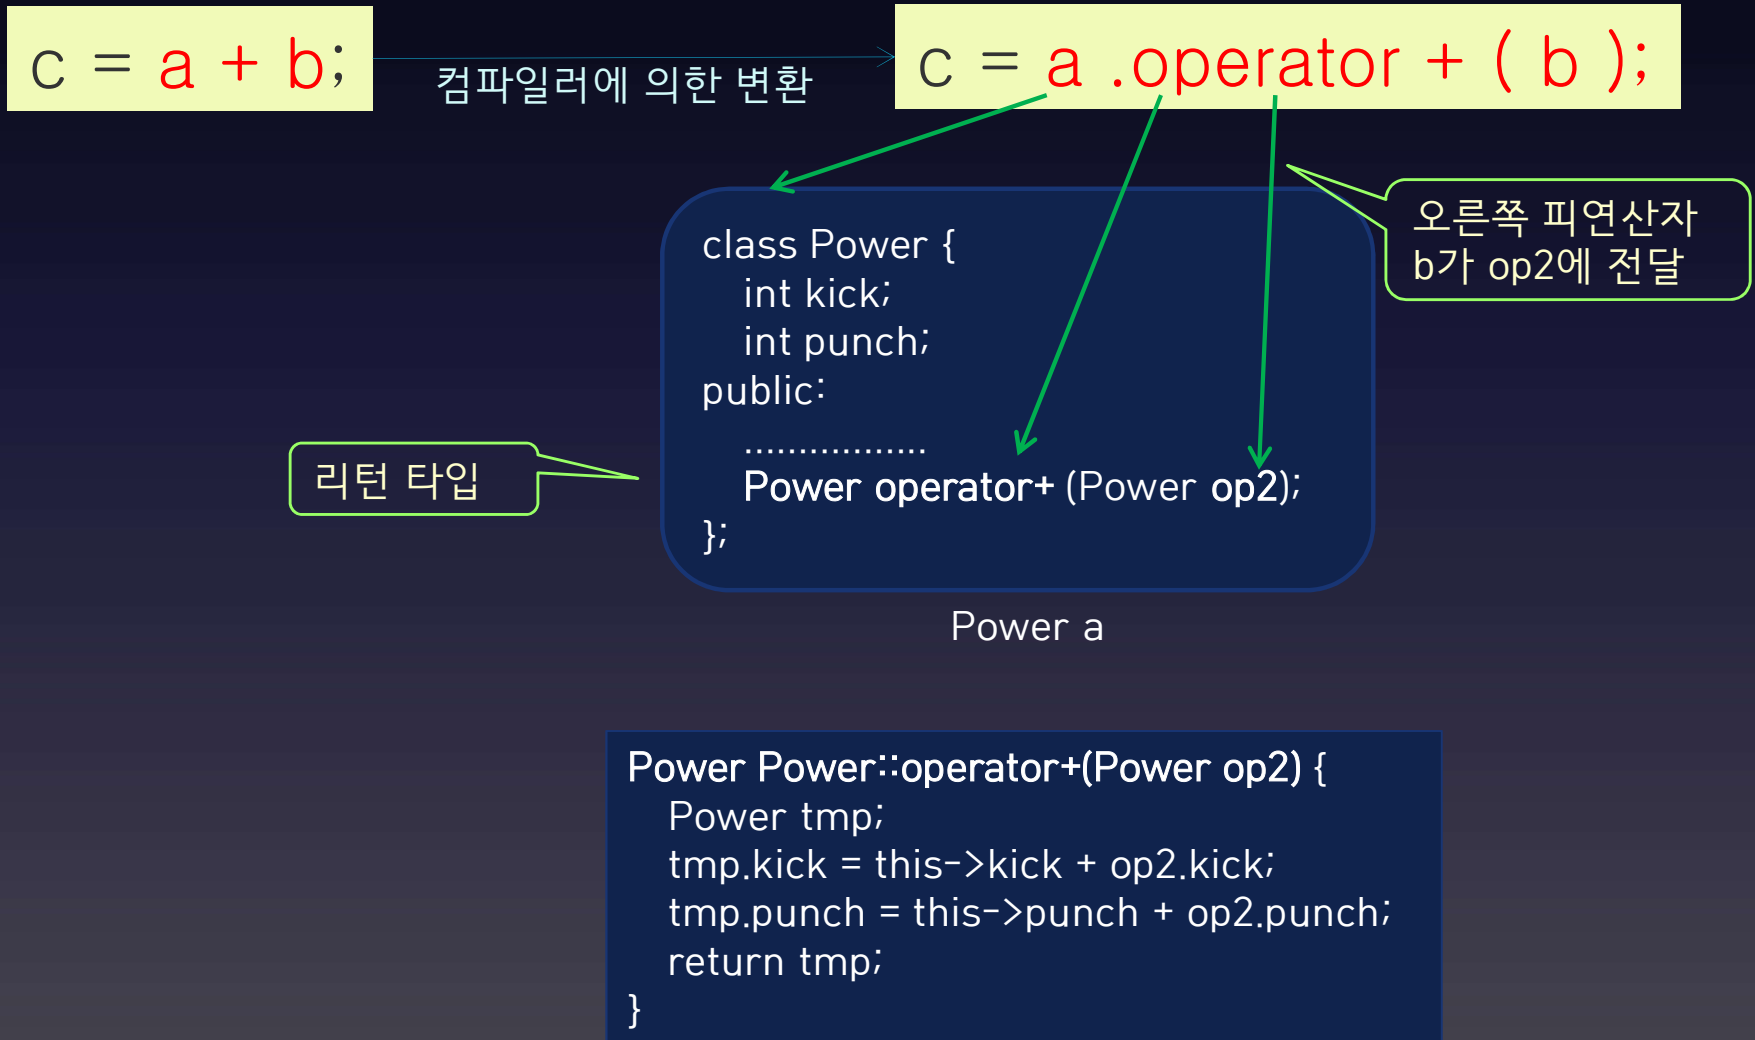 c = a + b;
컴파일러에 의한 변환
c = a .operator + ( b );
오른쪽 피연산자
b가 op2에 전달
class Power {
int kick;
int punch;
public:
.................
Power operator+ (Power op2);
};
리턴 타입
Power a
Power Power::operator+(Power op2) {
Power tmp;
tmp.kick = this->kick + op2.kick;
tmp.punch = this->punch + op2.punch;
return tmp;
}